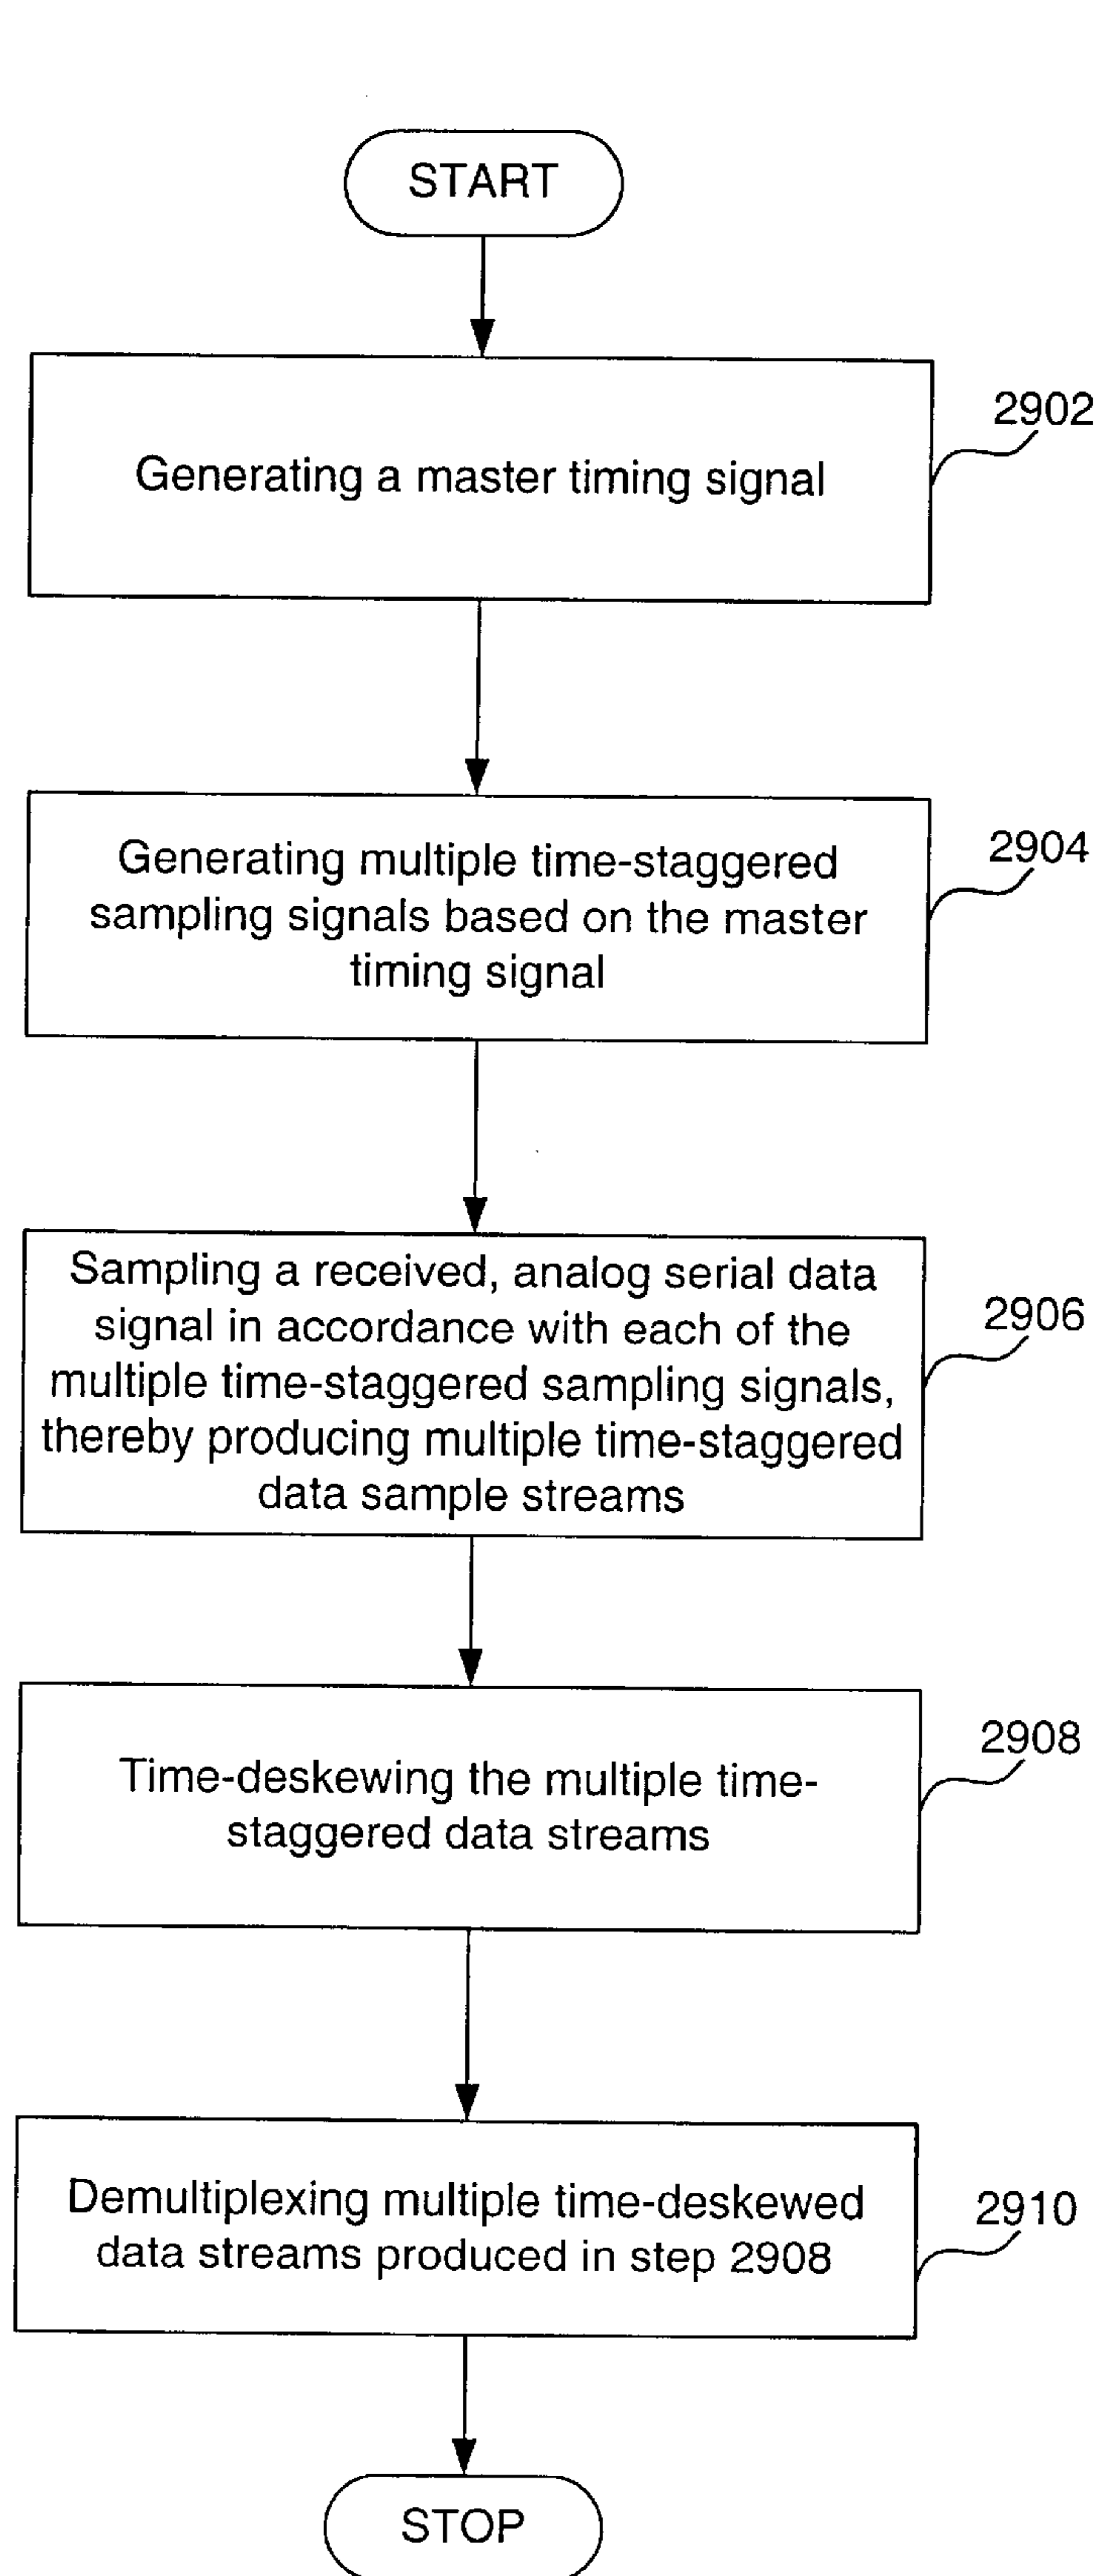 START
Generating a master timing signal
2902
Generating multiple time-staggered
sampling signals based on the master
timing signal
2904
Sampling a received, analog serial data
signal in accordance with each of the
multiple time-staggered sampling signals,
thereby producing multiple time-staggered
data sample streams
2906
Time-deskewing the multiple time-
staggered data streams
2908
Demultiplexing multiple time-deskewed
data streams produced in step 2908
2910
STOP